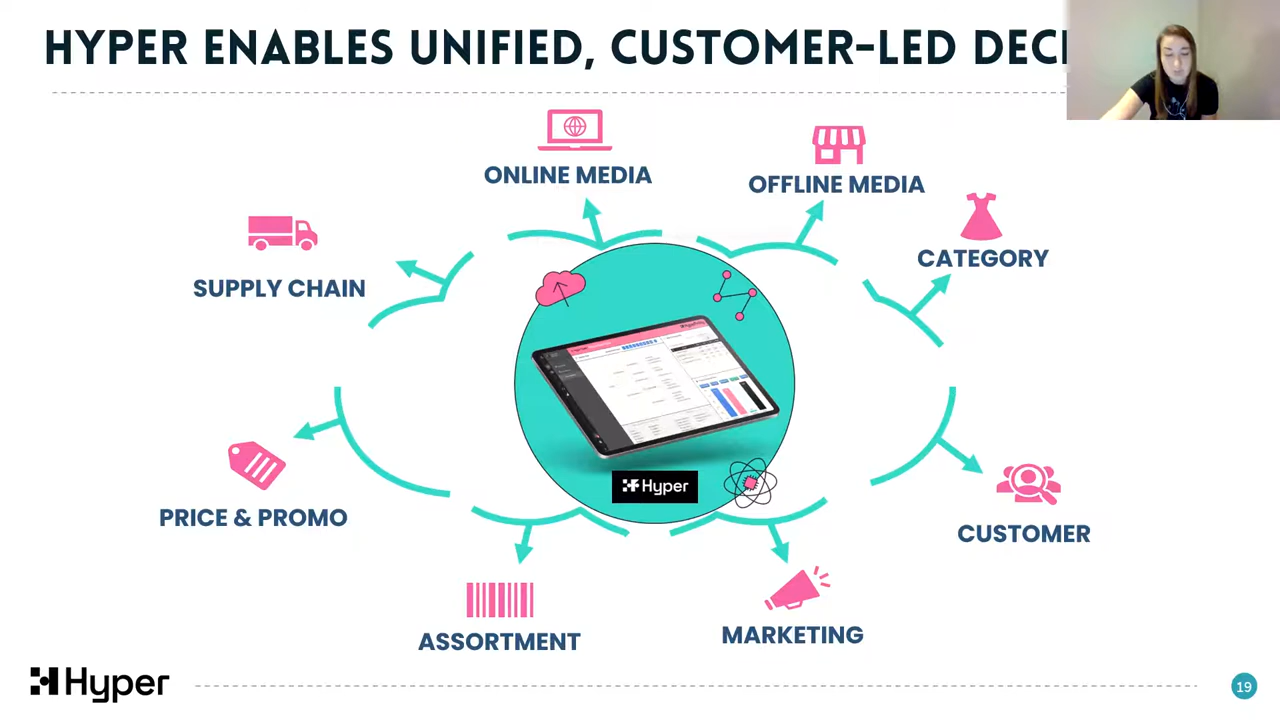 HYPER ENABLES UNIFIED, CUSTOMER-LED DECI
ONLINE MEDIA
OFFLINE MEDIA
CATEGORY
SUPPLY CHAIN
PRICE & PROMO
Hyper
CUSTOMER
ASSORTMENT
MARKETING
Hyper
19